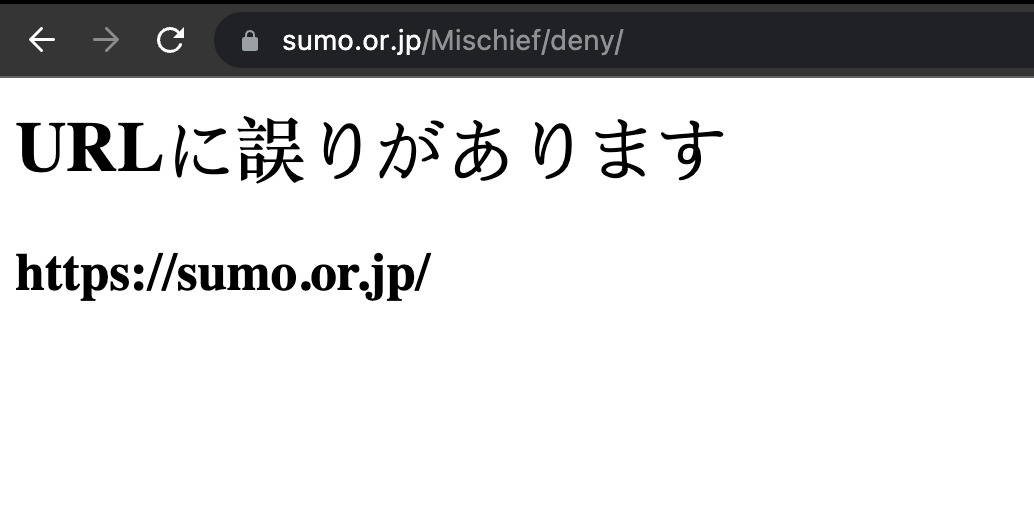 sumo.or.jp/Mischief/deny/
URLに誤りがあります
https://sumo.or.jp/